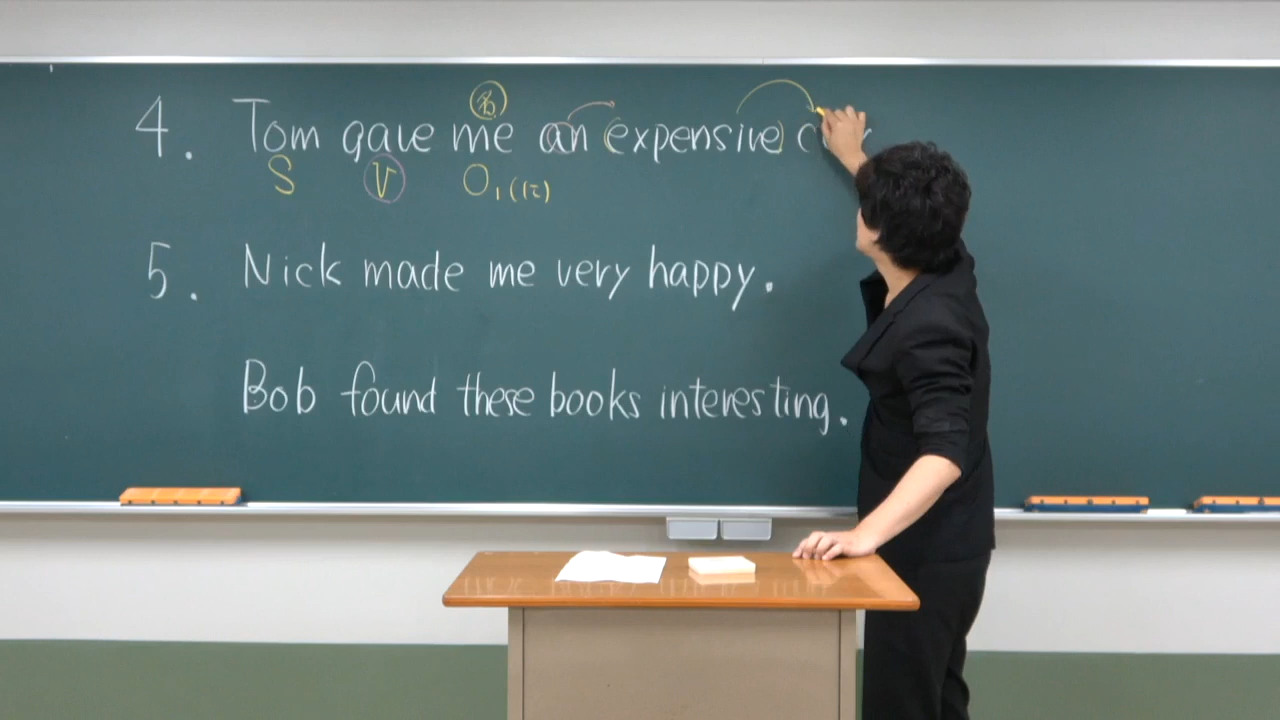 名
4. Tom gave me an (expensive)
S V O₁(に)
5. Nick made me very happy.
Bob found these books interesting.